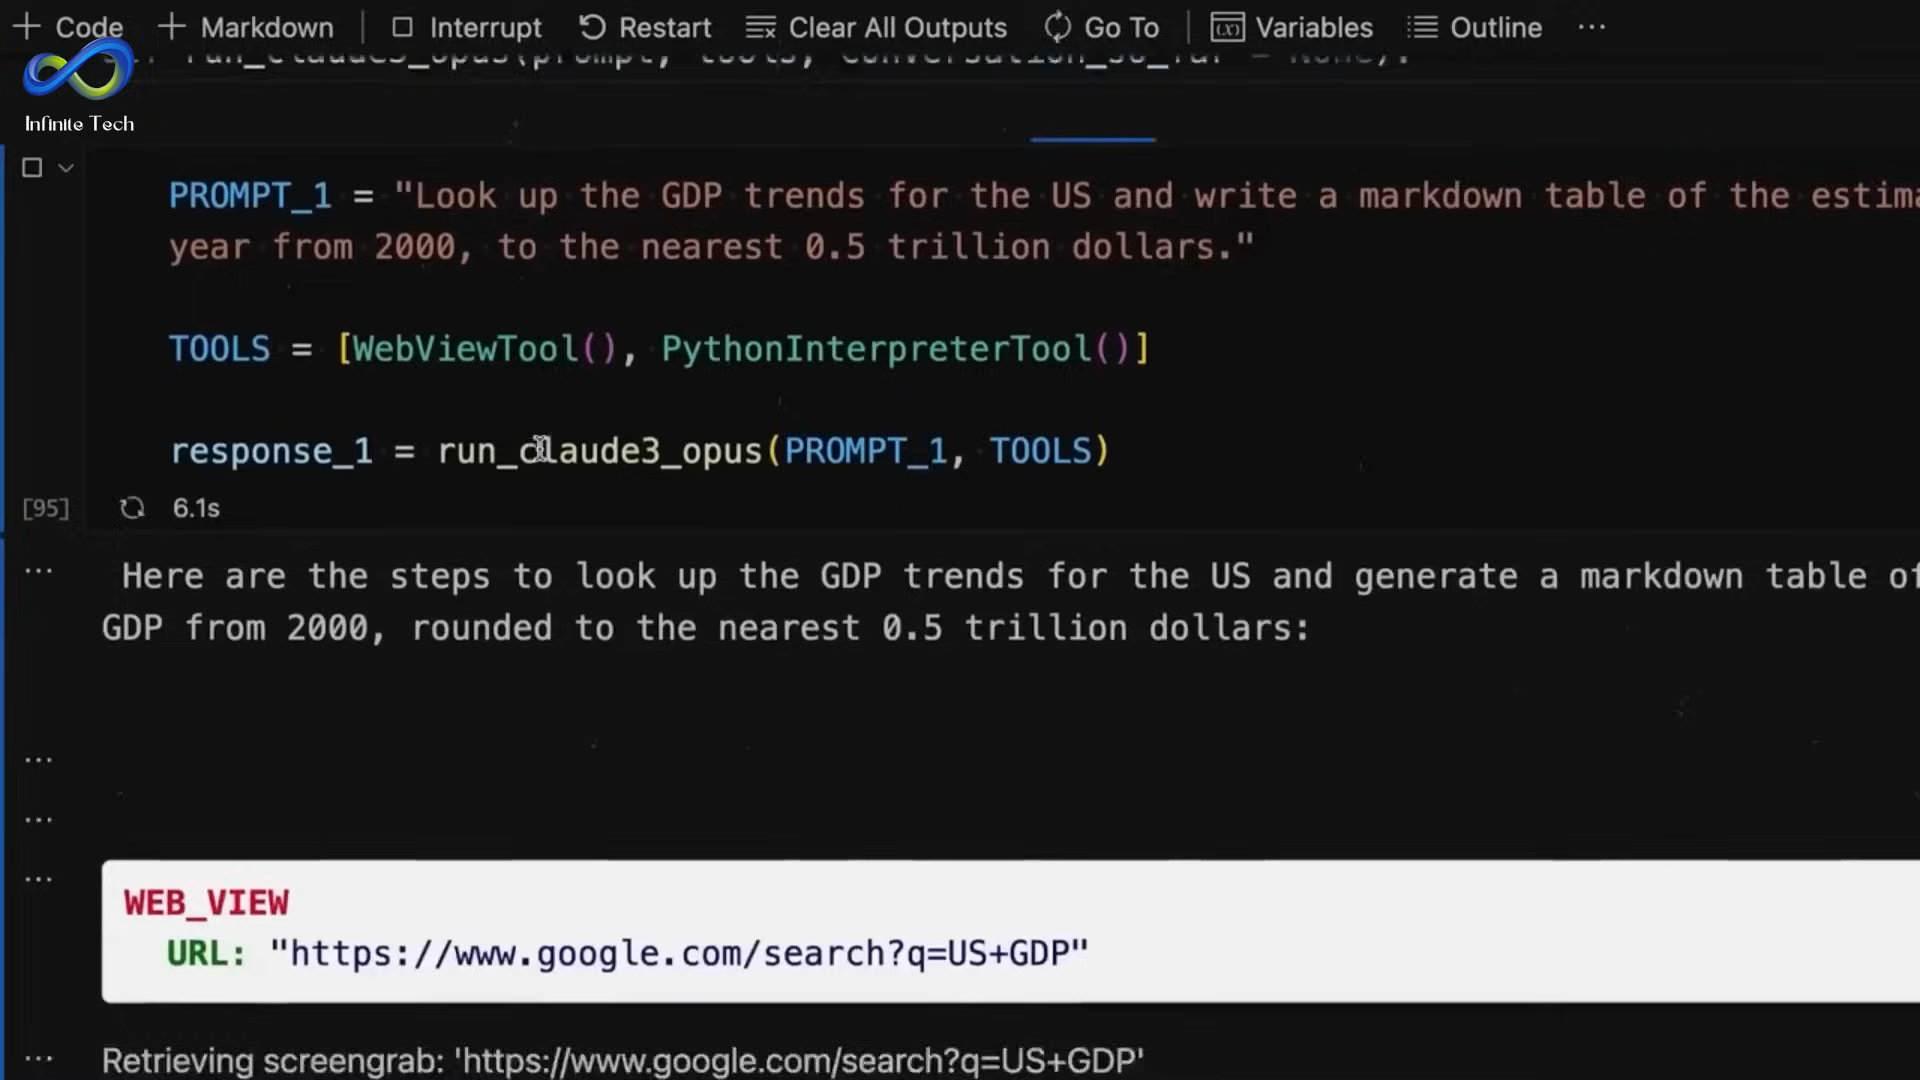 Code Markdown Interrupt Restart Clear All Outputs Go To Variables Outline ...
run_claude3_opus(prompt, tools, conversation_so_far = None):
Infinite Tech
PROMPT_1 = "Look up the GDP trends for the US and write a markdown table of the
year from 2000, to the nearest 0.5 trillion dollars."
TOOLS = [WebViewTool(), PythonInterpreterTool()]
response_1 = run_claude3_opus(PROMPT_1, TOOLS)
[95] 6.1s
Here are the steps to look up the GDP trends for the US and generate a markdown table of
GDP from 2000, rounded to the nearest 0.5 trillion dollars:
WEB_VIEW
URL: "https://www.google.com/search?q=US+GDP"
Retrieving screengrab: 'https://www.google.com/search?q=US+GDP'